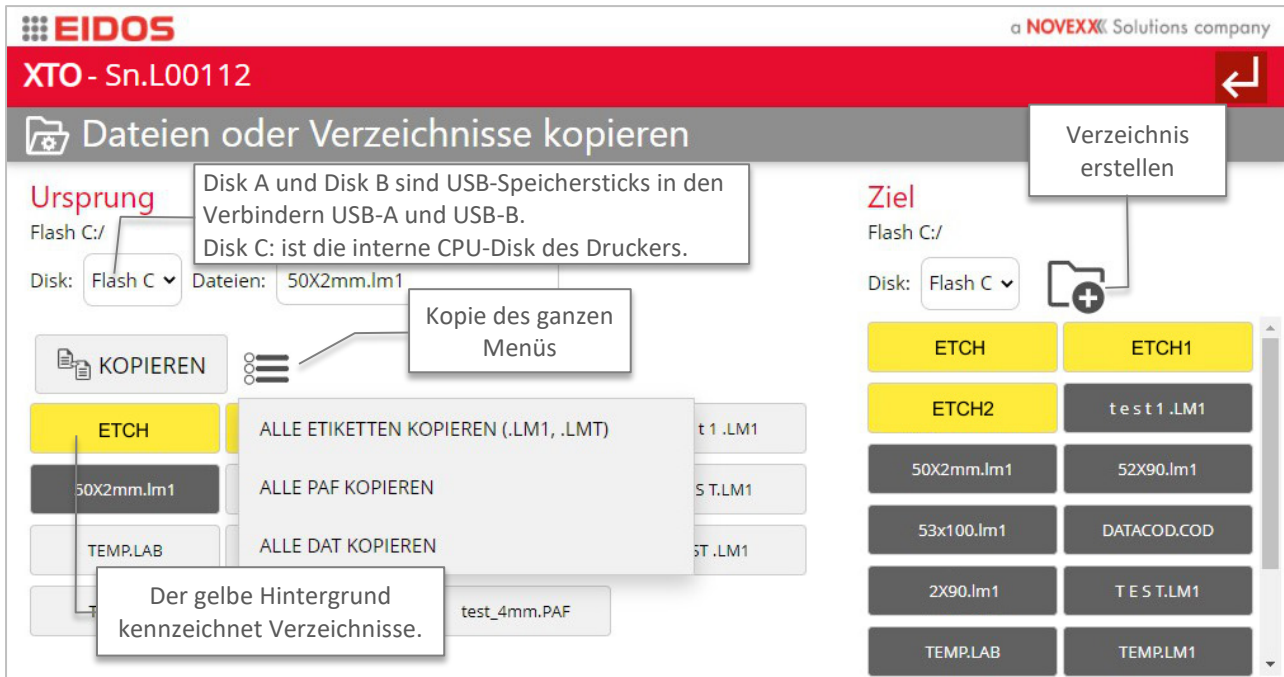 EIDOS
a NOVEXX Solutions company
XTO - Sn.L00112
Dateien oder Verzeichnisse kopieren
Verzeichnis
erstellen
Ursprung
Flash C:/
Disk A und Disk B sind USB-Speichersticks in den
Verbindern USB-A und USB-B.
Disk C: ist die interne CPU-Disk des Druckers.
Disk: Flash C Dateien: 50X2mm.lm1
Kopie des ganzen
Menüs
KOPIEREN
ETCH
ALLE ETIKETTEN KOPIEREN (.LM1, .LMT)
t 1 .LM1
50X2mm.lm1
ALLE PAF KOPIEREN
S T.LM1
TEMP.LAB
ALLE DAT KOPIEREN
ST .LM1
Der gelbe Hintergrund
kennzeichnet Verzeichnisse.
T
test_4mm.PAF
Ziel
Flash C:/
Disk: Flash C
ETCH ETCH1
ETCH2 t e s t 1 .LM1
50X2mm.lm1 52X90.lm1
53x100.lm1 DATACOD.COD
2X90.lm1 T E S T.LM1
TEMP.LAB TEMP.LM1